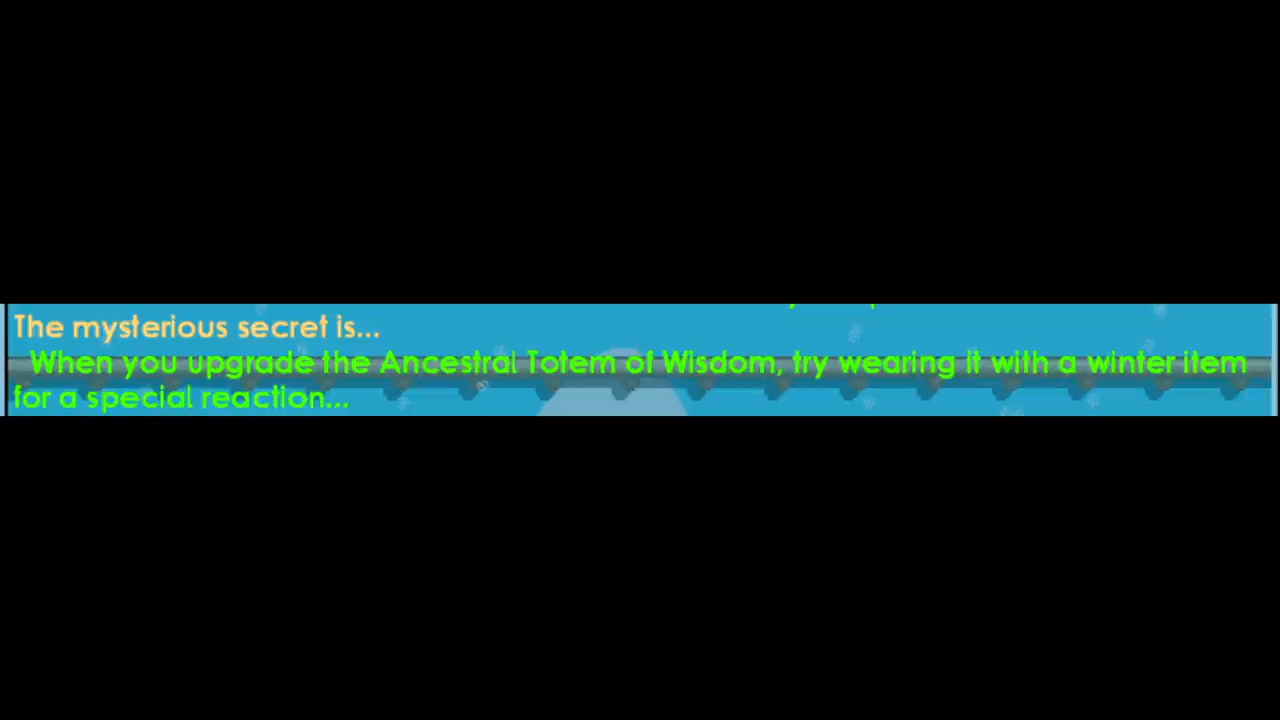 The mysterious secret is...
When you upgrade the Ancestral Totem of Wisdom, try wearing it with a winter item
for a special reaction...